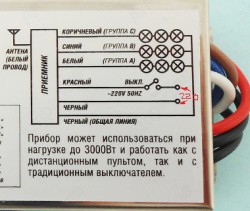 КОРИЧНЕВЫЙ (ГРУППА C)
СИНИЙ (ГРУППА B)
БЕЛЫЙ (ГРУППА A)
АНТЕНА
(БЕЛЫЙ
ПРОВОД)
ПРИЕМНИК
КРАСНЫЙ ВЫКЛ.
~220V 50HZ
ЧЕРНЫЙ
ЧЕРНЫЙ (ОБЩАЯ ЛИНИЯ)
Прибор может использоваться при
нагрузке до 3000Вт и работать как с
дистанционным пультом, так и с
традиционным выключателем.